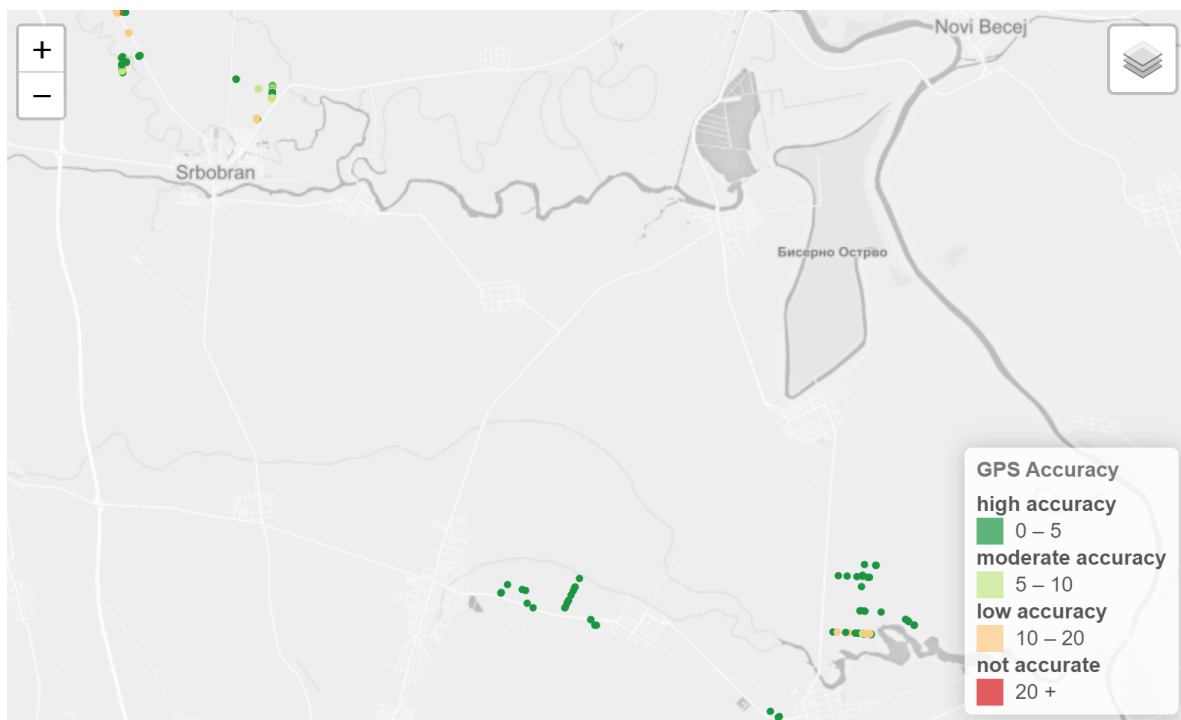 +
−
Novi Becej
Srbobran
Бисерно Острво
GPS Accuracy
high accuracy
0 – 5
moderate accuracy
5 – 10
low accuracy
10 – 20
not accurate
20 +